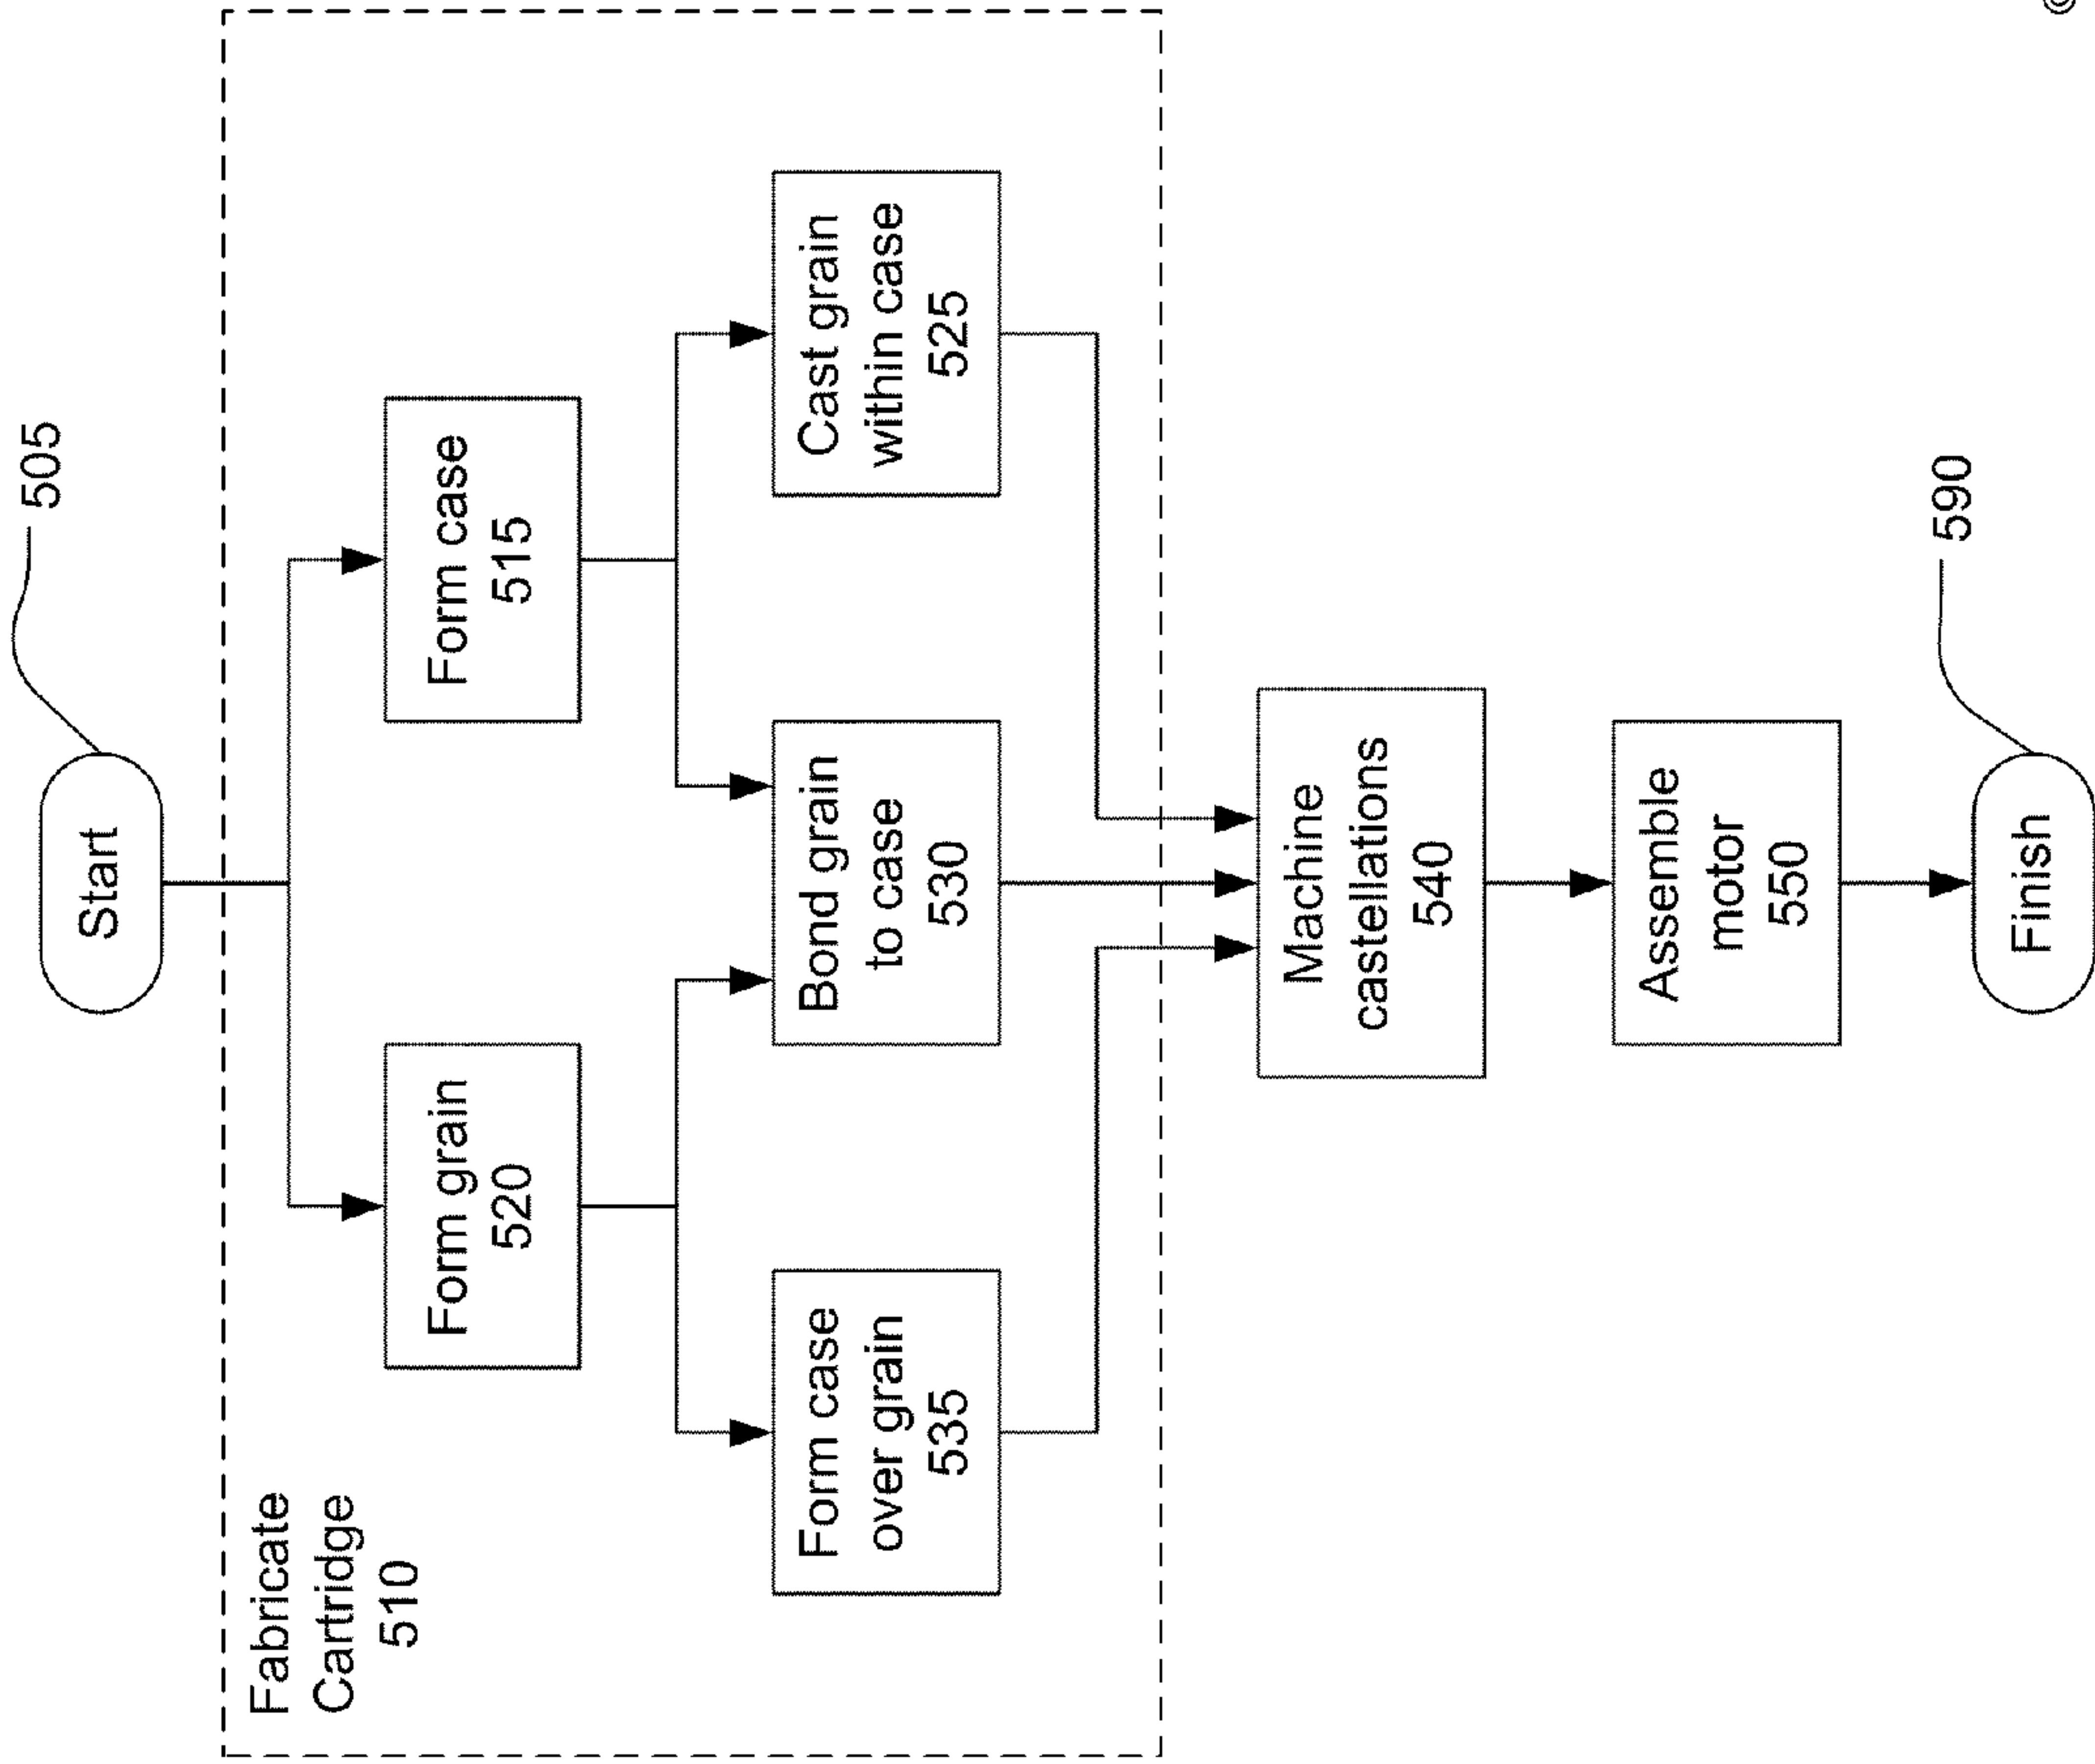 505
Start
Fabricate
Cartridge
510
Form grain
520
Form case
515
Form case
over grain
535
Bond grain
to case
530
Cast grain
within case
525
Machine
castellations
540
Assemble
motor
550
590
Finish